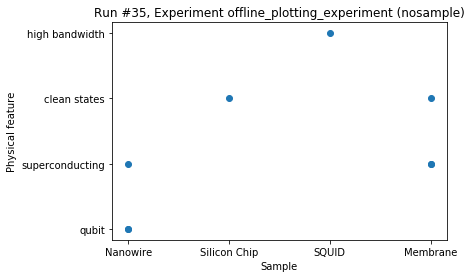 Run #35, Experiment offline_plotting_experiment (nosample)
high bandwidth
clean states
superconducting
qubit
Physical feature
Nanowire
Silicon Chip
SQUID
Membrane
Sample